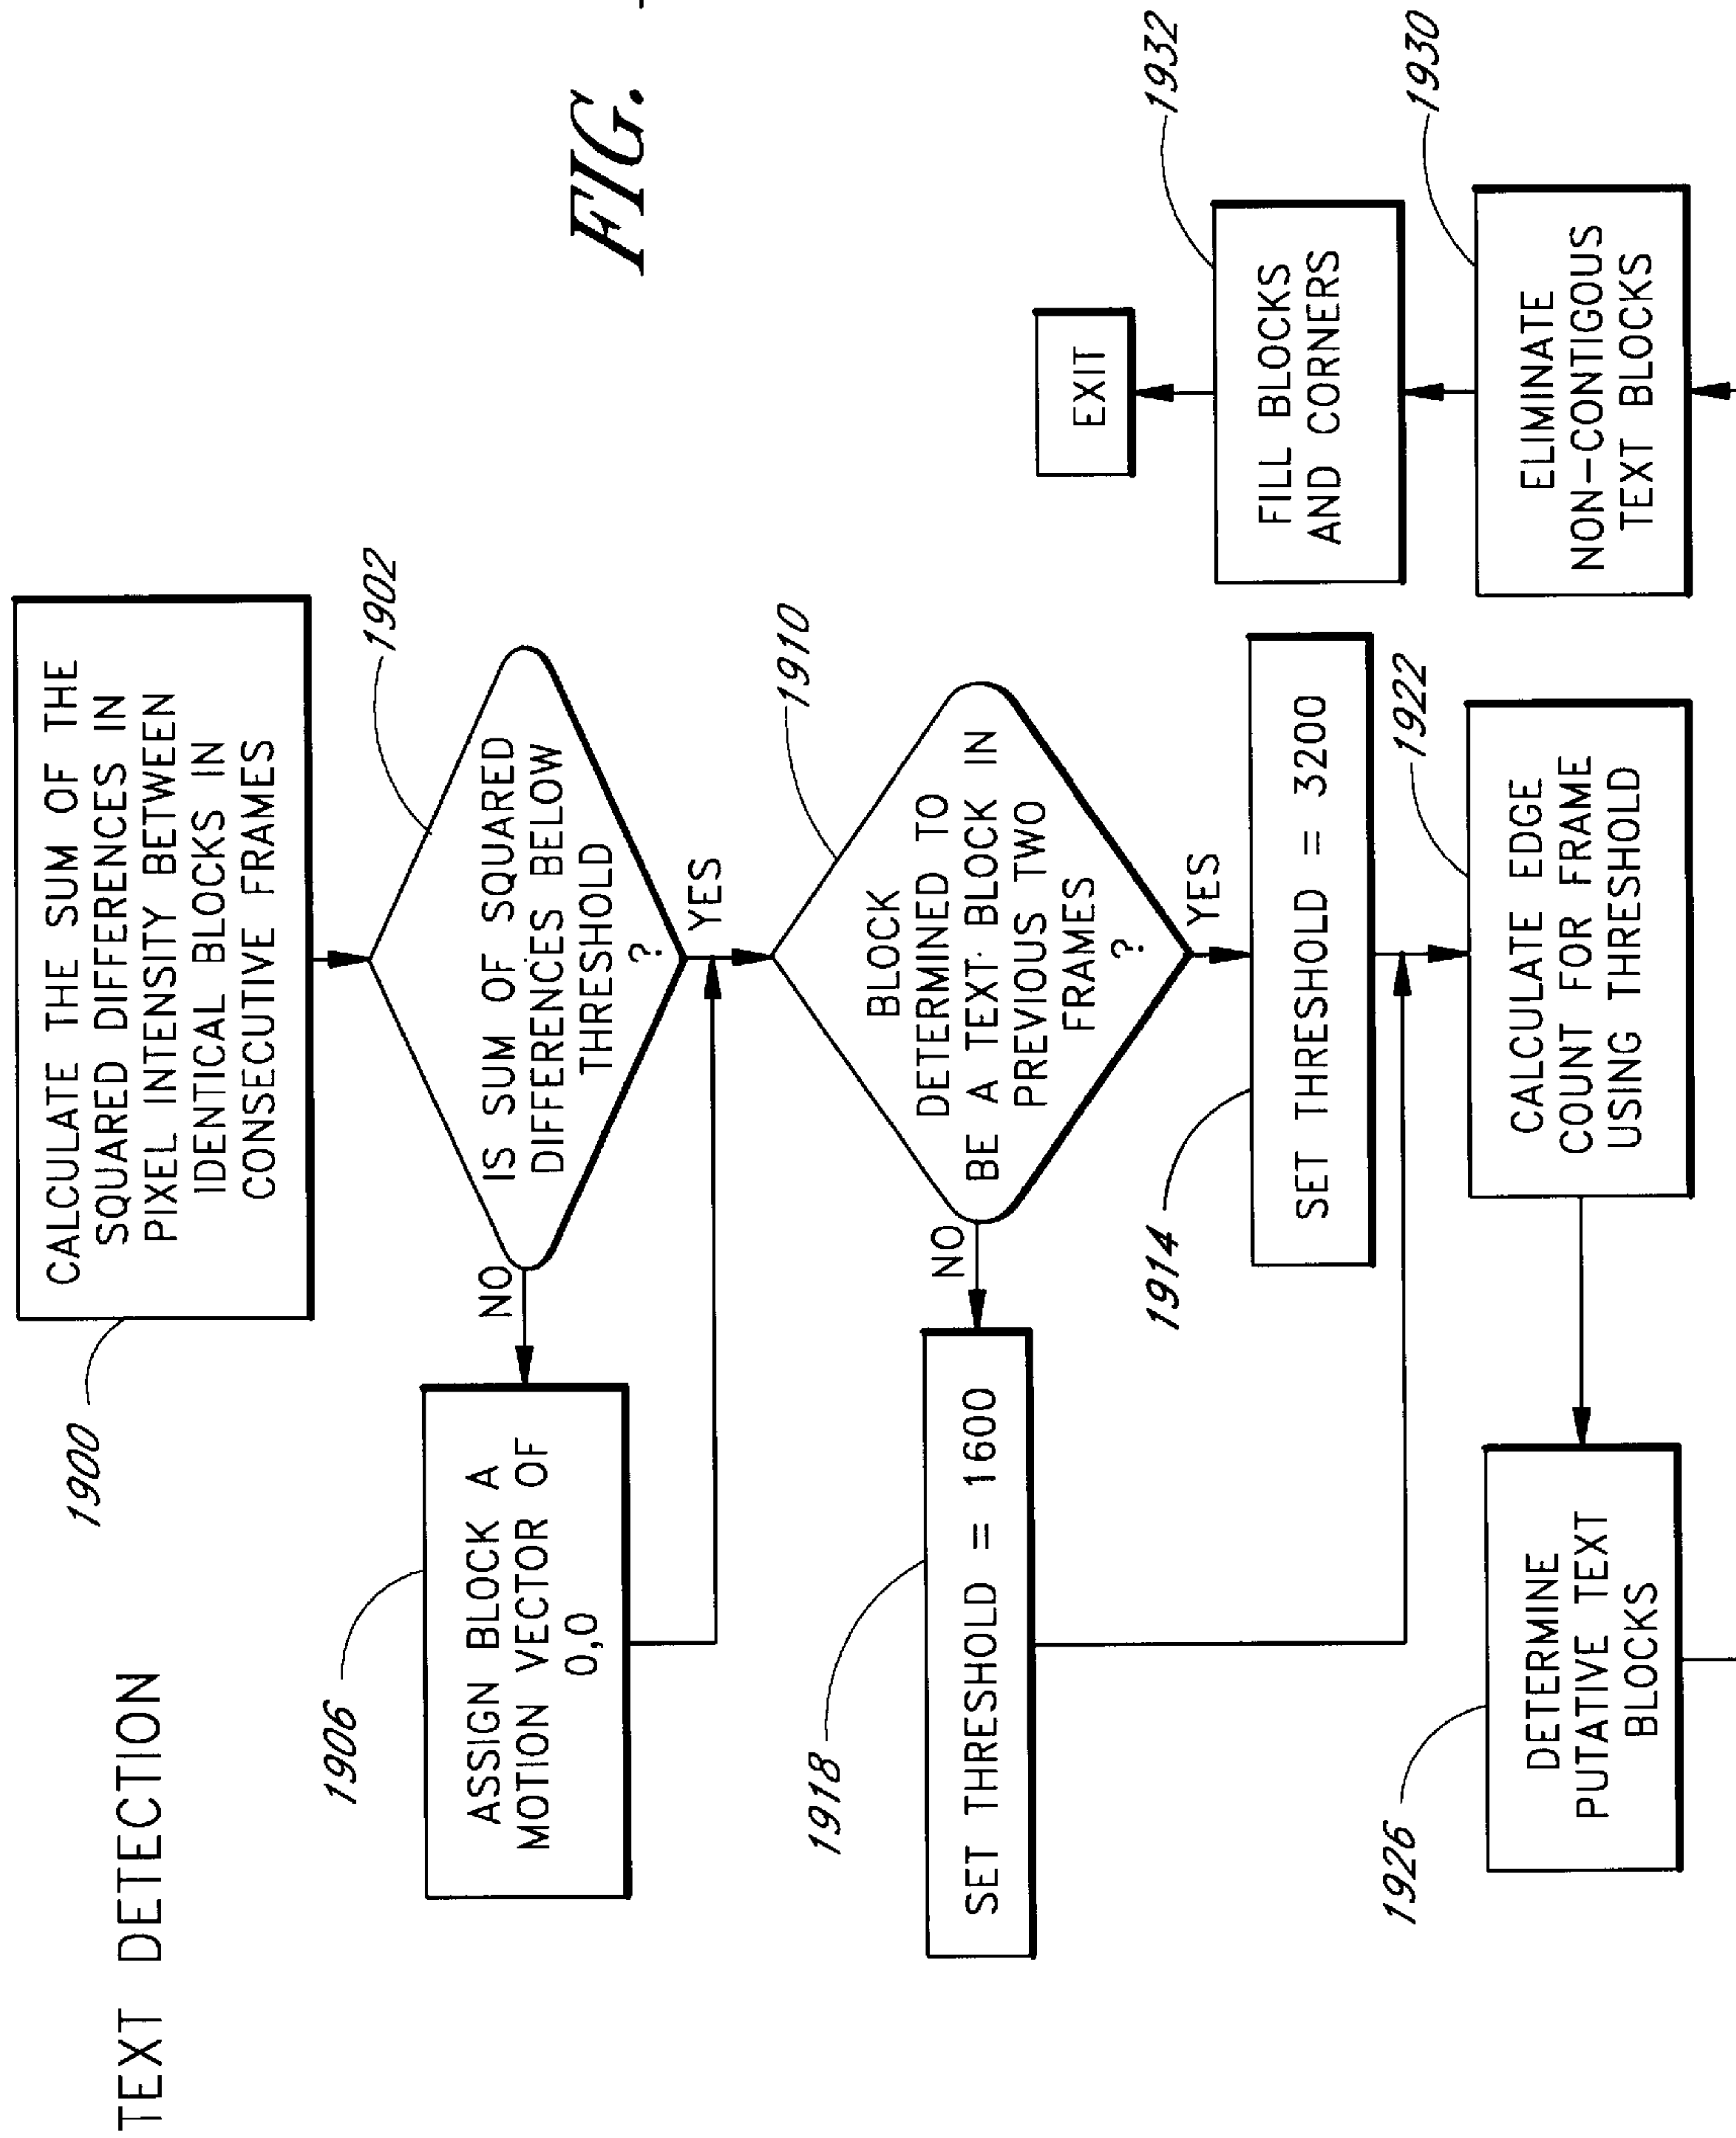 TEXT DETECTION
1900
CALCULATE THE SUM OF THE
SQUARED DIFFERENCES IN
PIXEL INTENSITY BETWEEN
IDENTICAL BLOCKS IN
CONSECUTIVE FRAMES
1902
IS SUM OF SQUARED
DIFFERENCES BELOW
THRESHOLD
?
NO
YES
1906
ASSIGN BLOCK A
MOTION VECTOR OF
0,0
1910
BLOCK
DETERMINED TO
BE A TEXT BLOCK IN
PREVIOUS TWO
FRAMES
?
NO
YES
1918
SET THRESHOLD = 1600
1914
SET THRESHOLD = 3200
1922
CALCULATE EDGE
COUNT FOR FRAME
USING THRESHOLD
1926
DETERMINE
PUTATIVE TEXT
BLOCKS
1930
ELIMINATE
NON-CONTIGOUS
TEXT BLOCKS
1932
FILL BLOCKS
AND CORNERS
EXIT
FIG.